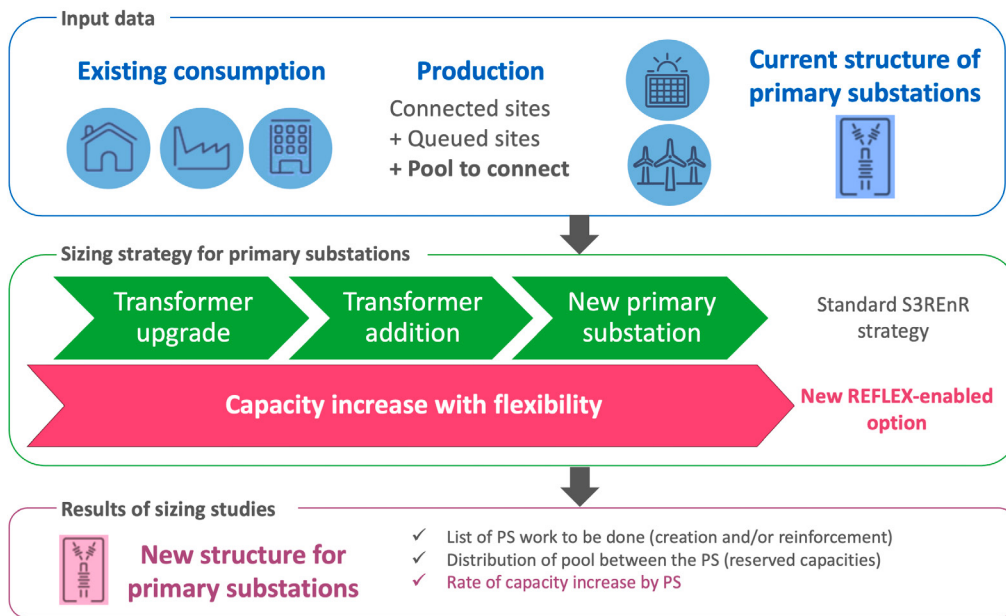 Input data
Existing consumption
Production
Connected sites
+ Queued sites
+ Pool to connect
Current structure of
primary substations
Sizing strategy for primary substations
Transformer
upgrade
Transformer
addition
New primary
substation
Standard S3REnR
strategy
Capacity increase with flexibility
New REFLEX-enabled
option
Results of sizing studies
New structure for
primary substations
✓ List of PS work to be done (creation and/or reinforcement)
✓ Distribution of pool between the PS (reserved capacities)
✓ Rate of capacity increase by PS